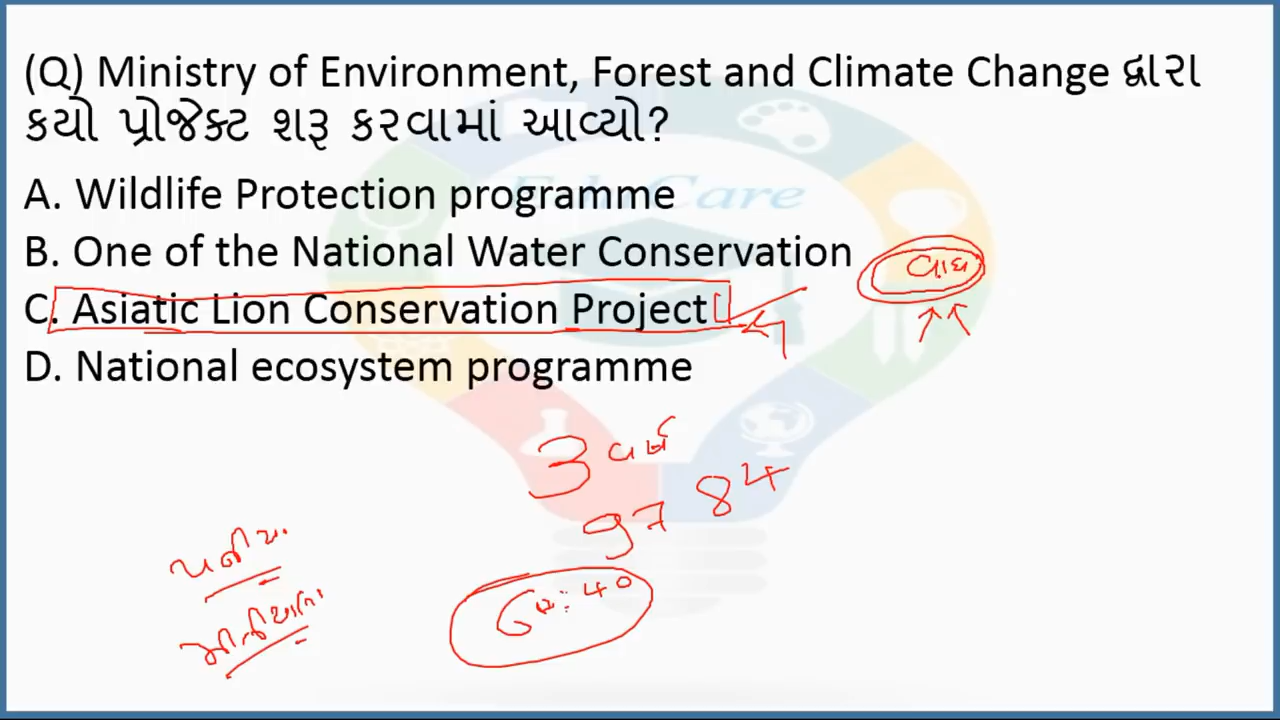 (Q) Ministry of Environment, Forest and Climate Change દ્વારા
કયો પ્રોજેક્ટ શરૂ કરવામાં આવ્યો?
A. Wildlife Protection programme
EduCare
B. One of the National Water Conservation
વાઘ
C. Asiatic Lion Conservation Project
D. National ecosystem programme
3 વર્ષ
97 84